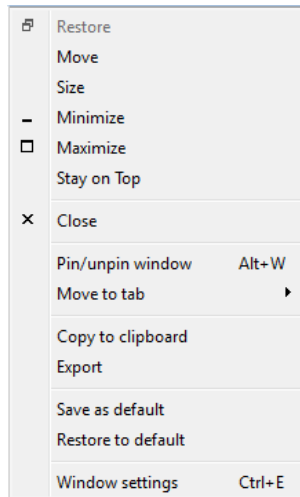 Restore
Move
Size
Minimize
Maximize
Stay on Top
Close
Pin/unpin window Alt+W
Move to tab
Copy to clipboard
Export
Save as default
Restore to default
Window settings Ctrl+E